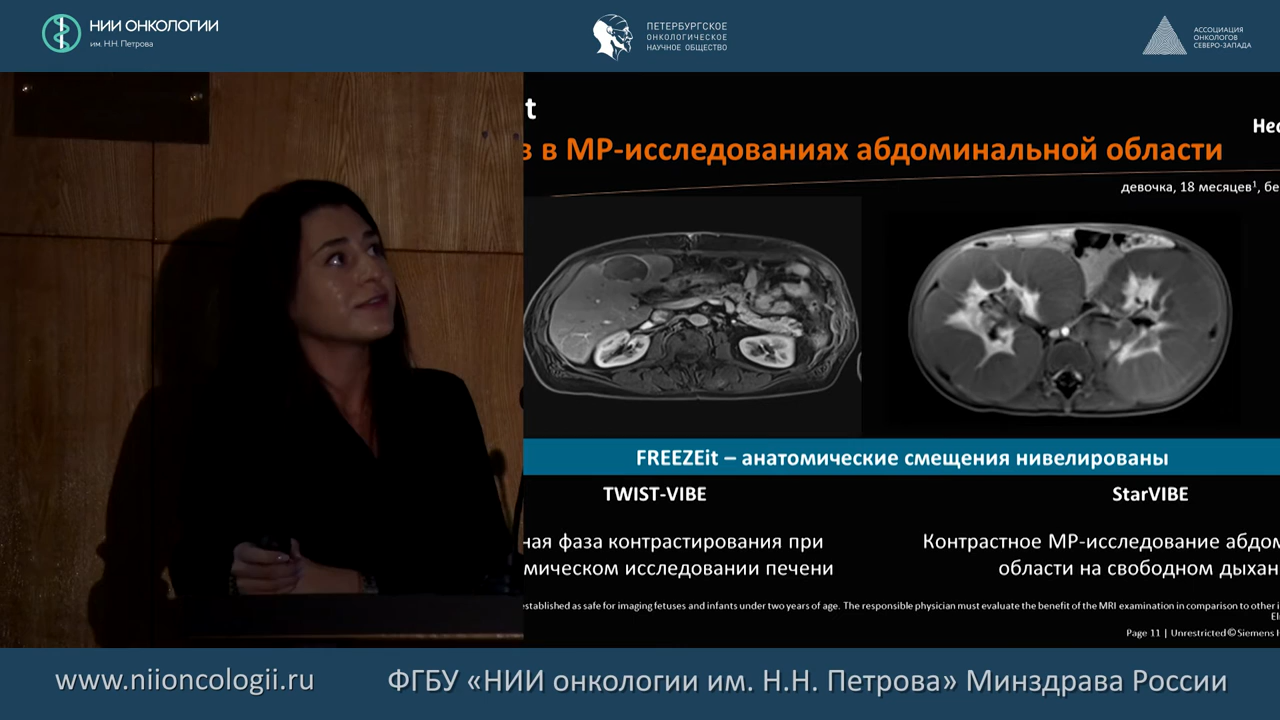 НИИ ОНКОЛОГИИ
им. Н.Н. Петрова
ПЕТЕРБУРГСКОЕ
ОНКОЛОГИЧЕСКОЕ
НАУЧНОЕ ОБЩЕСТВО
АССОЦИАЦИЯ
ОНКОЛОГОВ
СЕВЕРО-ЗАПАДА
t
Нес
в в МР-исследованиях абдоминальной области
девочка, 18 месяцев¹, бе
FREEZEit – анатомические смещения нивелированы
TWIST-VIBE
StarVIBE
ная фаза контрастирования при
мическом исследовании печени
Контрастное МР-исследование абдом
области на свободном дыхан
established as safe for imaging fetuses and infants under two years of age. The responsible physician must evaluate the benefit of the MRI examination in comparison to other i
El
Page 11 | Unrestricted © Siemens H
www.niioncologii.ru
ФГБУ «НИИ онкологии им. Н.Н. Петрова» Минздрава России